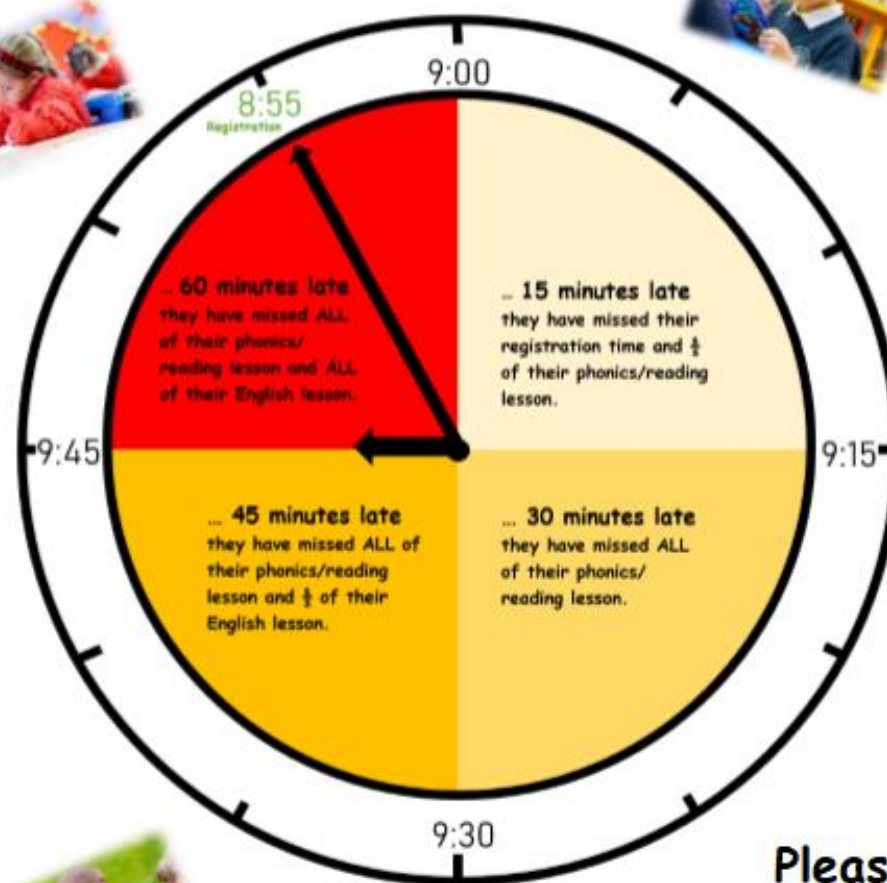 9:00
8:55
Registration
... 60 minutes late
they have missed ALL
of their phonics/
reading lesson and ALL
of their English lesson.
... 15 minutes late
they have missed their
registration time and ½
of their phonics/reading
lesson.
9:45
9:15
... 45 minutes late
they have missed ALL of
their phonics/reading
lesson and ½ of their
English lesson.
... 30 minutes late
they have missed ALL
of their phonics/
reading lesson.
9:30
Pleas